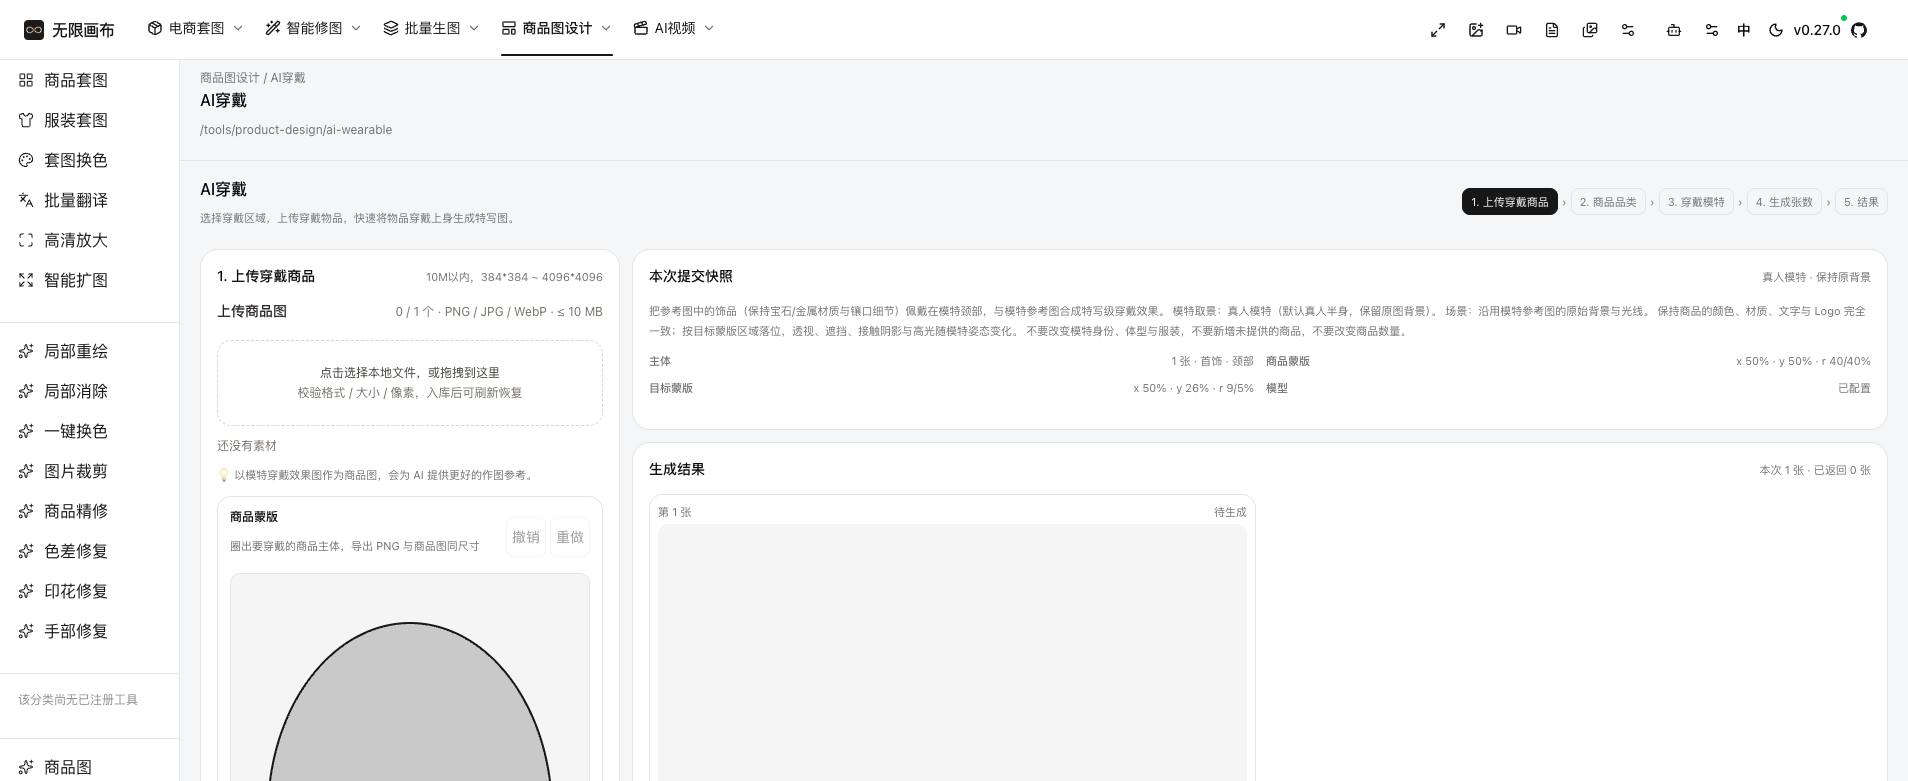 无限画布
电商套图
智能修图
批量生图
商品图设计
AI视频
中
v0.27.0
商品套图
服装套图
套图换色
批量翻译
高清放大
智能扩图
局部重绘
局部消除
一键换色
图片裁剪
商品精修
色差修复
印花修复
手部修复
该分类尚无已注册工具
商品图
商品图设计 / AI穿戴
AI穿戴
/tools/product-design/ai-wearable
AI穿戴
选择穿戴区域，上传穿戴物品，快速将物品穿戴上身生成特写图。
1. 上传穿戴商品 › 2. 商品品类 › 3. 穿戴模特 › 4. 生成张数 › 5. 结果
1. 上传穿戴商品
10M以内，384*384 ~ 4096*4096
上传商品图
0 / 1 个 · PNG / JPG / WebP · ≤ 10 MB
点击选择本地文件，或拖拽到这里
校验格式 / 大小 / 像素，入库后可刷新恢复
还没有素材
💡 以模特穿戴效果图作为商品图，会为 AI 提供更好的作图参考。
商品蒙版
圈出要穿戴的商品主体，导出 PNG 与商品图同尺寸
撤销
重做
本次提交快照
真人模特 · 保持原背景
把参考图中的饰品（保持宝石/金属材质与镶口细节）佩戴在模特颈部，与模特参考图合成特写级穿戴效果。 模特取景：真人模特（默认真人半身，保留原图背景）。 场景：沿用模特参考图的原始背景与光线。 保持商品的颜色、材质、文字与 Logo 完全
一致；按目标蒙版区域落位，透视、遮挡、接触阴影与高光随模特姿态变化。 不要改变模特身份、体型与服装，不要新增未提供的商品，不要改变商品数量。
主体
1 张 · 首饰 · 颈部
商品蒙版
x 50% · y 50% · r 40/40%
目标蒙版
x 50% · y 26% · r 9/5%
模型
已配置
生成结果
本次 1 张 · 已返回 0 张
第 1 张
待生成